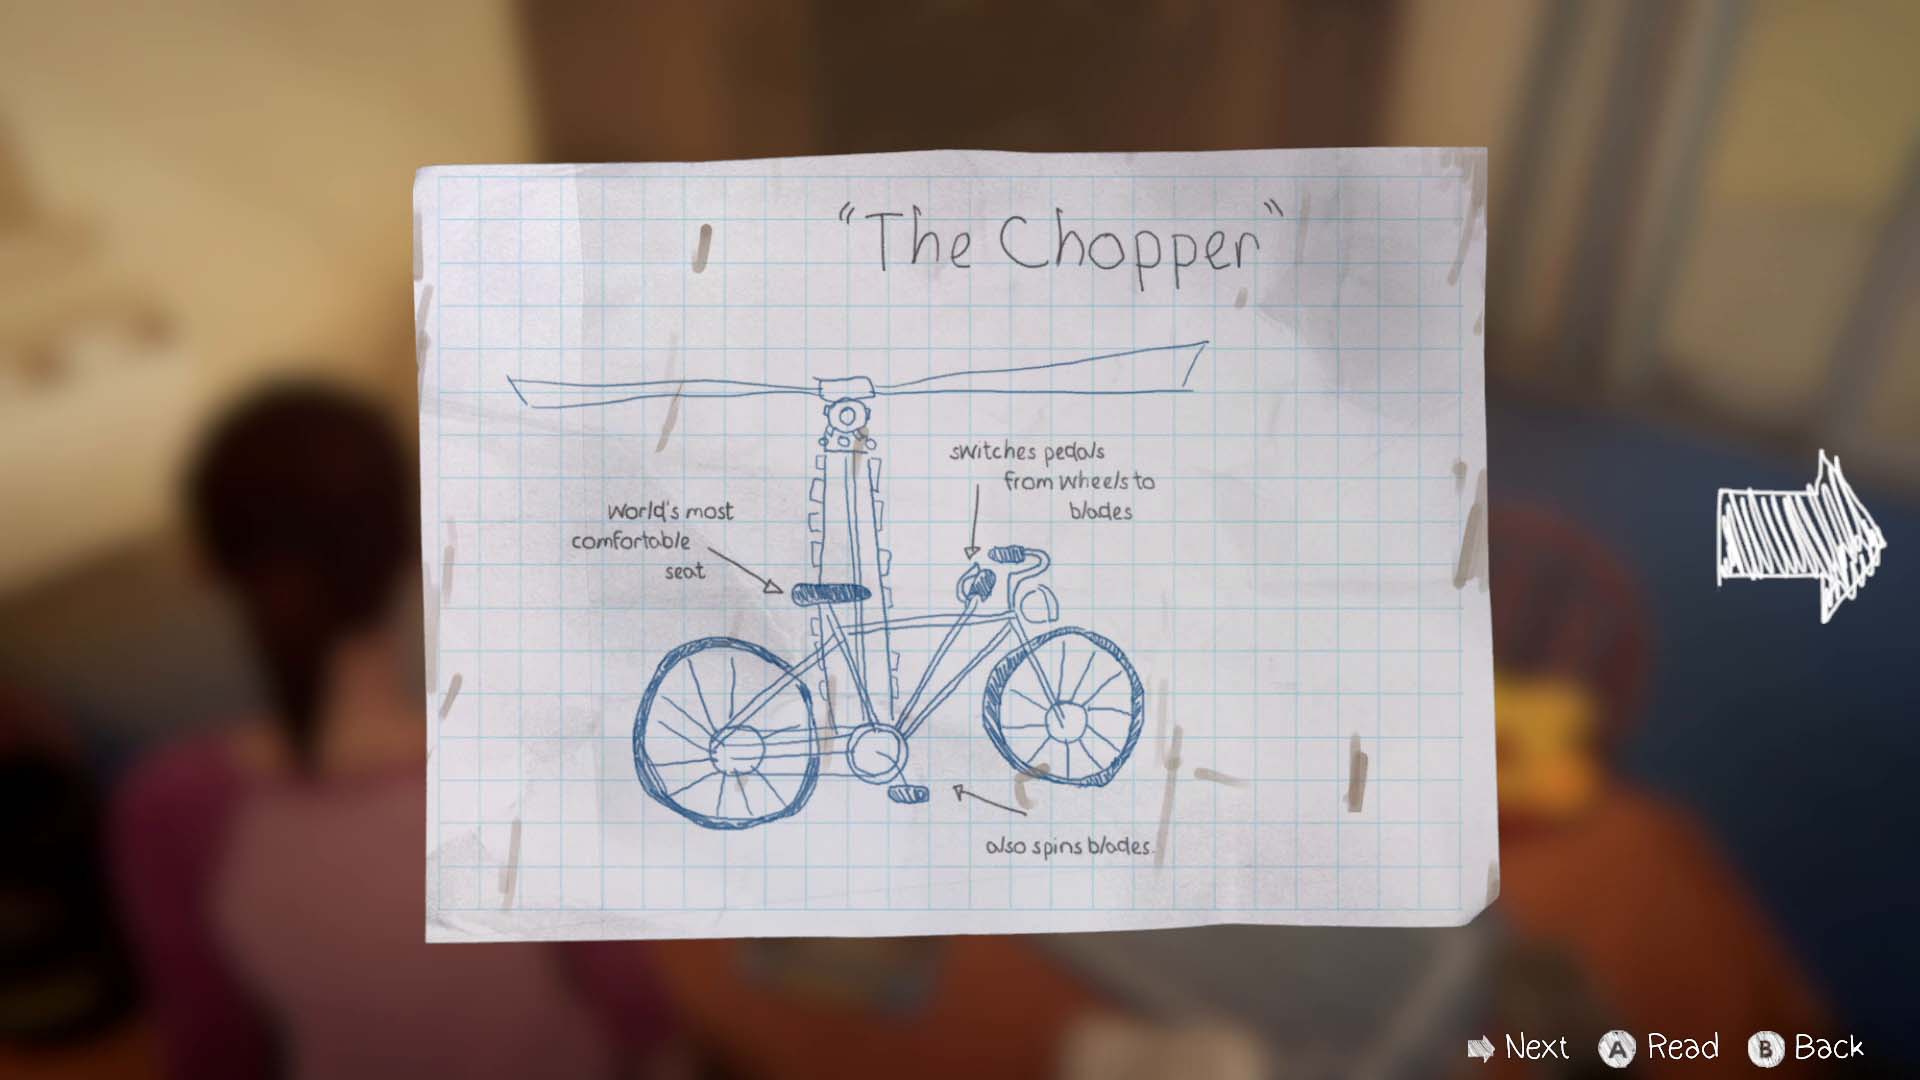 "The Chopper"
switches pedals
from wheels to
blades
World's most
comfortable
seat
also spins blades.
Next A Read B Back